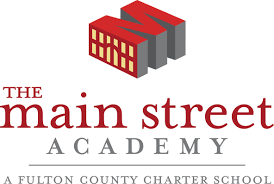 THE
main street
ACADEMY
A FULTON COUNTY CHARTER SCHOOL